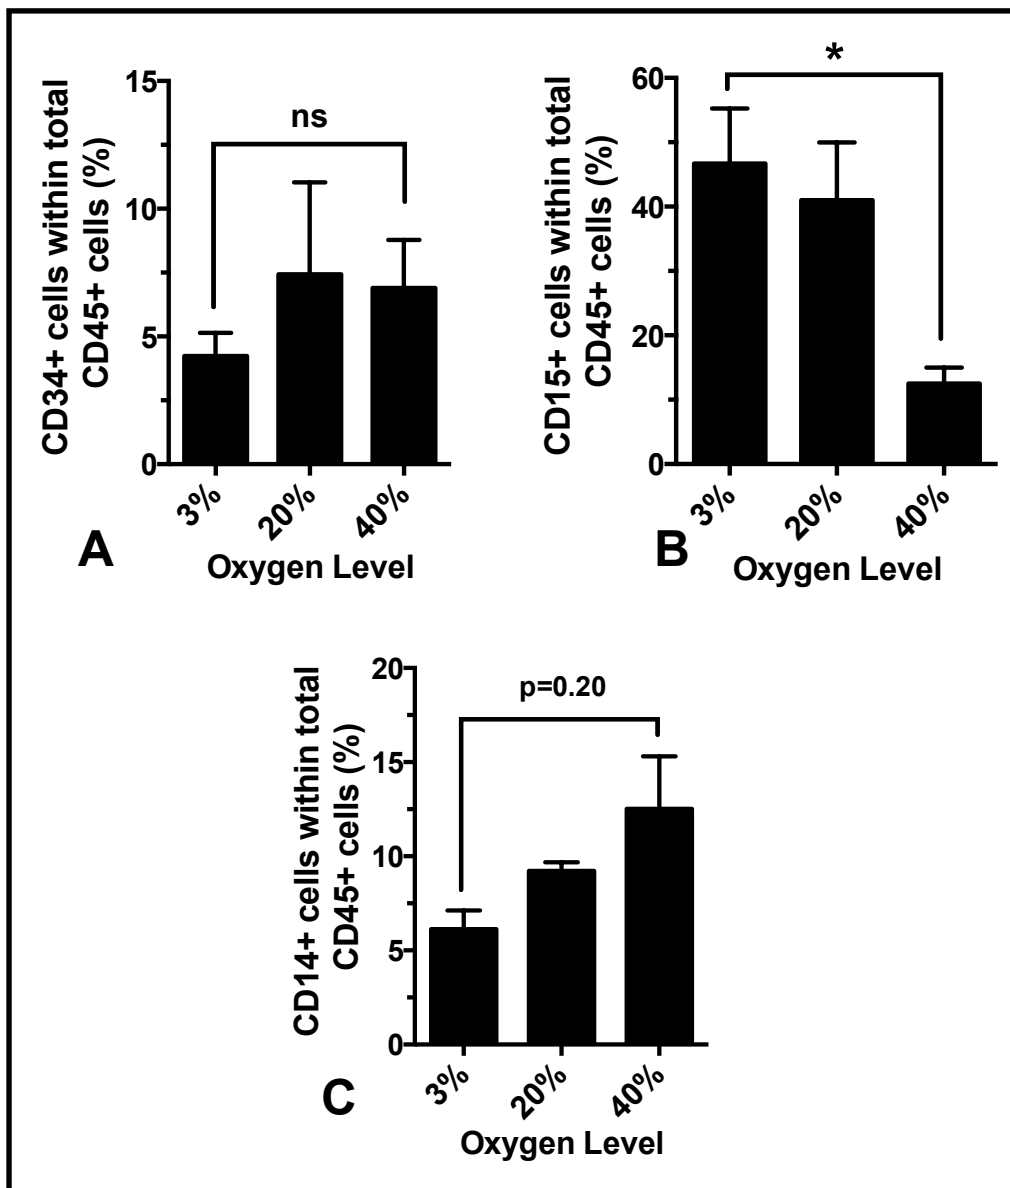 CD34+ cells within total
CD45+ cells (%)
15
10
5
0
ns
3%
20%
40%
A
Oxygen Level
CD15+ cells within total
CD45+ cells (%)
60
40
20
0
*
3%
20%
40%
B
Oxygen Level
CD14+ cells within total
CD45+ cells (%)
20
15
10
5
0
p=0.20
3%
20%
40%
C
Oxygen Level